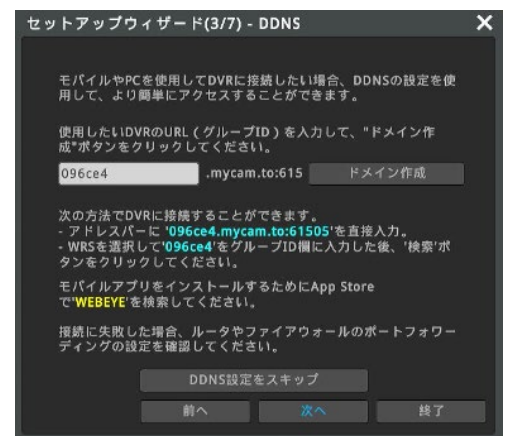 セットアップウィザード(3/7) - DDNS
モバイルやPCを使用してDVRに接続したい場合、DDNSの設定を使
用して、より簡単にアクセスすることができます。
使用したいDVRのURL ( グループID ) を入力して、"ドメイン作
成"ボタンをクリックしてください。
096ce4 .mycam.to:615 ドメイン作成
次の方法でDVRに接続することができます。
- アドレスバーに '096ce4.mycam.to:61505'を直接入力。
- WRSを選択して'096ce4'をグループID欄に入力した後、'検索'ボ
タンをクリックしてください。
モバイルアプリをインストールするためにApp Store
で'WEBEYE'を検索してください。
接続に失敗した場合、ルータやファイアウォールのポートフォワー
ディングの設定を確認してください。
DDNS設定をスキップ
前へ 次へ 終了